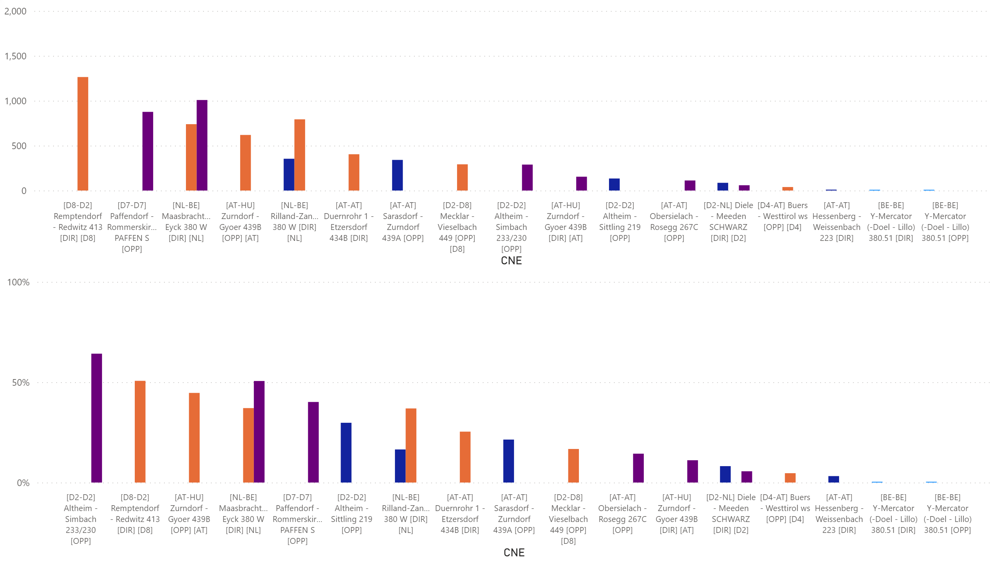 2,000
1,500
1,000
500
0
[D8-D2]
Remptendorf
- Redwitz 413
[DIR] [D8]
[D7-D7]
Paffendorf -
Rommerskir...
PAFFEN S
[OPP]
[NL-BE]
Maasbracht...
Eyck 380 W
[DIR] [NL]
[AT-HU]
Zurndorf -
Gyoer 439B
[OPP] [AT]
[NL-BE]
Rilland-Zan...
380 W [DIR]
[NL]
[AT-AT]
Duernrohr 1 -
Etzersdorf
434B [DIR]
[AT-AT]
Sarasdorf -
Zurndorf
439A [OPP]
[D2-D8]
Mecklar -
Vieselbach
449 [OPP]
[D8]
[D2-D2]
Altheim -
Simbach
233/230
[OPP]
[AT-HU]
Zurndorf -
Gyoer 439B
[DIR] [AT]
[D2-D2]
Altheim -
Sittling 219
[OPP]
[AT-AT]
Obersielach -
Rosegg 267C
[OPP]
[D2-NL] Diele
- Meeden
SCHWARZ
[DIR] [D2]
[D4-AT] Buers
- Westtirol ws
[OPP] [D4]
[AT-AT]
Hessenberg -
Weissenbach
223 [DIR]
[BE-BE]
Y-Mercator
(-Doel - Lillo)
380.51 [DIR]
[BE-BE]
Y-Mercator
(-Doel - Lillo)
380.51 [OPP]
CNE
100%
50%
0%
[D2-D2]
Altheim -
Simbach
233/230
[OPP]
[D8-D2]
Remptendorf
- Redwitz 413
[DIR] [D8]
[AT-HU]
Zurndorf -
Gyoer 439B
[OPP] [AT]
[NL-BE]
Maasbracht...
Eyck 380 W
[DIR] [NL]
[D7-D7]
Paffendorf -
Rommerskir...
PAFFEN S
[OPP]
[D2-D2]
Altheim -
Sittling 219
[OPP]
[NL-BE]
Rilland-Zan...
380 W [DIR]
[NL]
[AT-AT]
Duernrohr 1 -
Etzersdorf
434B [DIR]
[AT-AT]
Sarasdorf -
Zurndorf
439A [OPP]
[D2-D8]
Mecklar -
Vieselbach
449 [OPP]
[D8]
[AT-AT]
Obersielach -
Rosegg 267C
[OPP]
[AT-HU]
Zurndorf -
Gyoer 439B
[DIR] [AT]
[D2-NL] Diele
- Meeden
SCHWARZ
[DIR] [D2]
[D4-AT] Buers
- Westtirol ws
[OPP] [D4]
[AT-AT]
Hessenberg -
Weissenbach
223 [DIR]
[BE-BE]
Y-Mercator
(-Doel - Lillo)
380.51 [DIR]
[BE-BE]
Y-Mercator
(-Doel - Lillo)
380.51 [OPP]
CNE